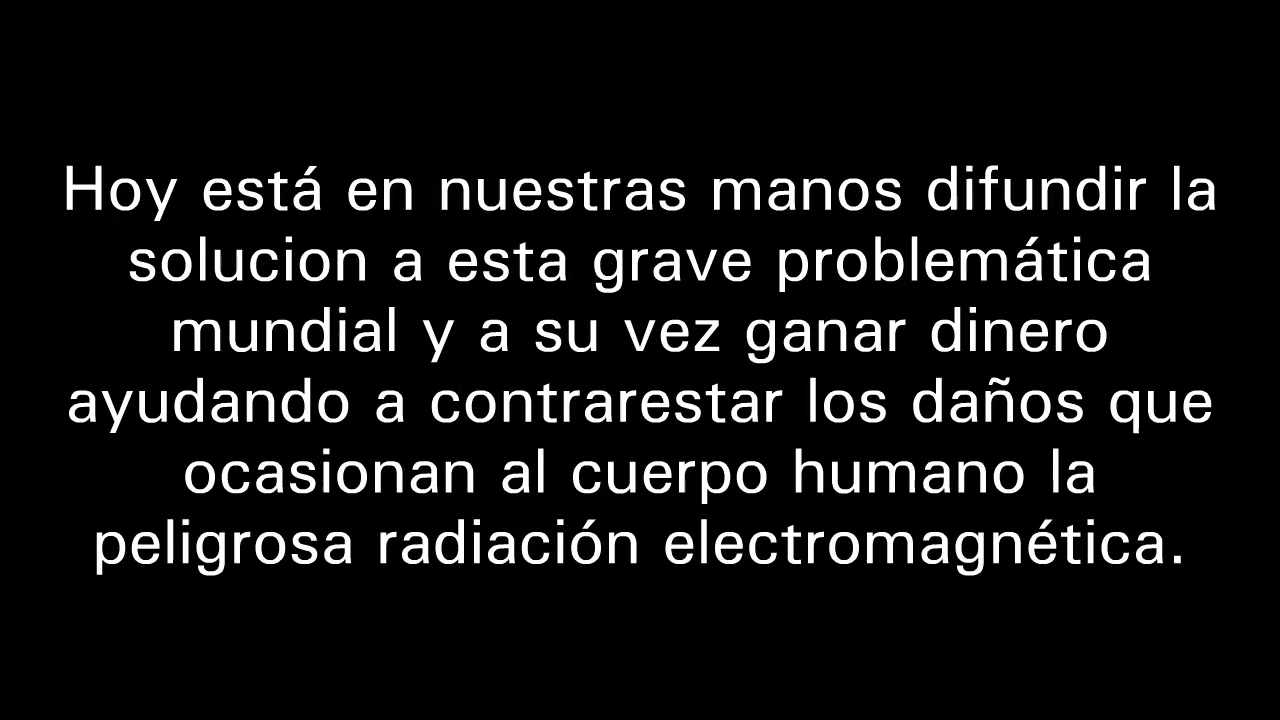 Hoy está en nuestras manos difundir la
solucion a esta grave problemática
mundial y a su vez ganar dinero
ayudando a contrarestar los daños que
ocasionan al cuerpo humano la
peligrosa radiación electromagnética.